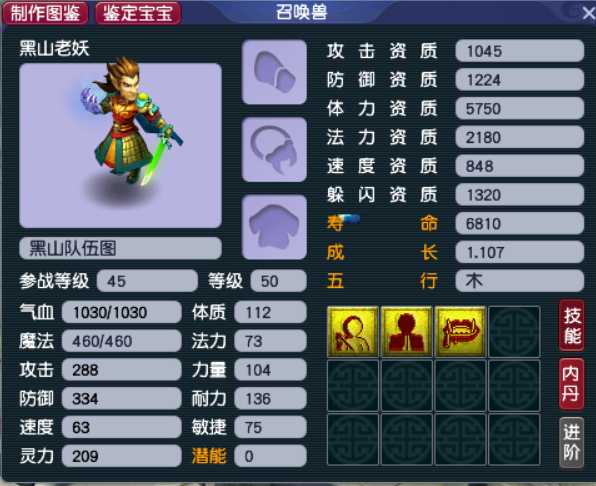 制作图鉴 鉴定宝宝 召唤兽
黑山老妖
黑山队伍图
参战等级 45 等级 50
气血 1030/1030 体质 112
魔法 460/460 法力 73
攻击 288 力量 104
防御 334 耐力 136
速度 63 敏捷 75
灵力 209 潜能 0
攻击资质 1045
防御资质 1224
体力资质 5750
法力资质 2180
速度资质 848
躲闪资质 1320
寿命 6810
成长 1.107
五行 木
技能
内丹
进阶